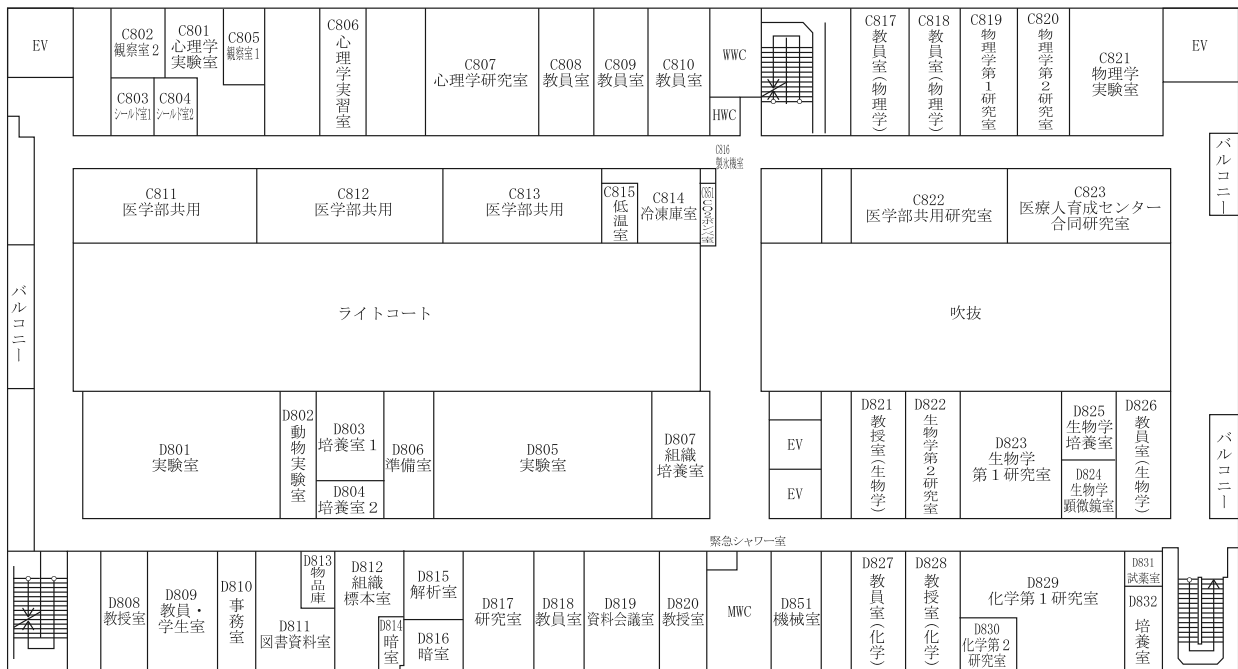 EV
C802
観察室２
C801
心理学
実験室
C805
観察室１
C803
シールド室1
C804
シールド室2
C806
心理学実習室
C807
心理学研究室
C808
教員室
C809
教員室
C810
教員室
WWC
HWC
C817
教員室(物理学)
C818
教員室(物理学)
C819
物理学第１研究室
C820
物理学第２研究室
C821
物理学
実験室
EV
C816
製氷機室
バルコニー
C811
医学部共用
C812
医学部共用
C813
医学部共用
C815
低温室
C814
冷凍庫室
C851
CO2ボンベ室
C822
医学部共用研究室
C823
医療人育成センター
合同研究室
バルコニー
ライトコート
吹抜
D801
実験室
D802
動物実験室
D803
培養室１
D804
培養室２
D806
準備室
D805
実験室
D807
組織
培養室
EV
EV
D821
教授室(生物学)
D822
生物学第２研究室
D823
生物学
第１研究室
D825
生物学
培養室
D824
生物学
顕微鏡室
D826
教員室(生物学)
バルコニー
緊急シャワー室
D808
教授室
D809
教員・
学生室
D810
事務室
D811
図書資料室
D813
物品庫
D812
組織
標本室
D814
暗室
D815
解析室
D816
暗室
D817
研究室
D818
教員室
D819
資料会議室
D820
教授室
MWC
D851
機械室
D827
教員室(化学)
D828
教授室(化学)
D829
化学第１研究室
D830
化学第２
研究室
D831
試薬室
D832
培養室